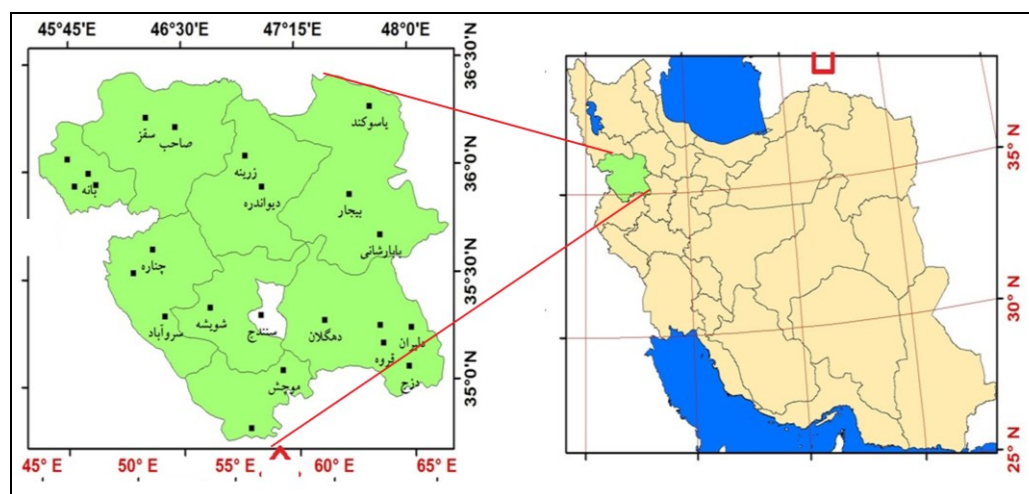 45°45'E 46°30'E 47°15'E 48°0'E
36°30'N
یاسوکند
سقز
صاحب
36°0'N
زرینه
بانه
دیواندره
بیجار
بابارشانی
35°30'N
چناره
سروآباد
شویشه
سنندج
دهگلان
دلبران
قروه
35°0'N
موچش
دزج
45° E 50° E 55° E 60° E 65° E
35° N
30° N
25° N